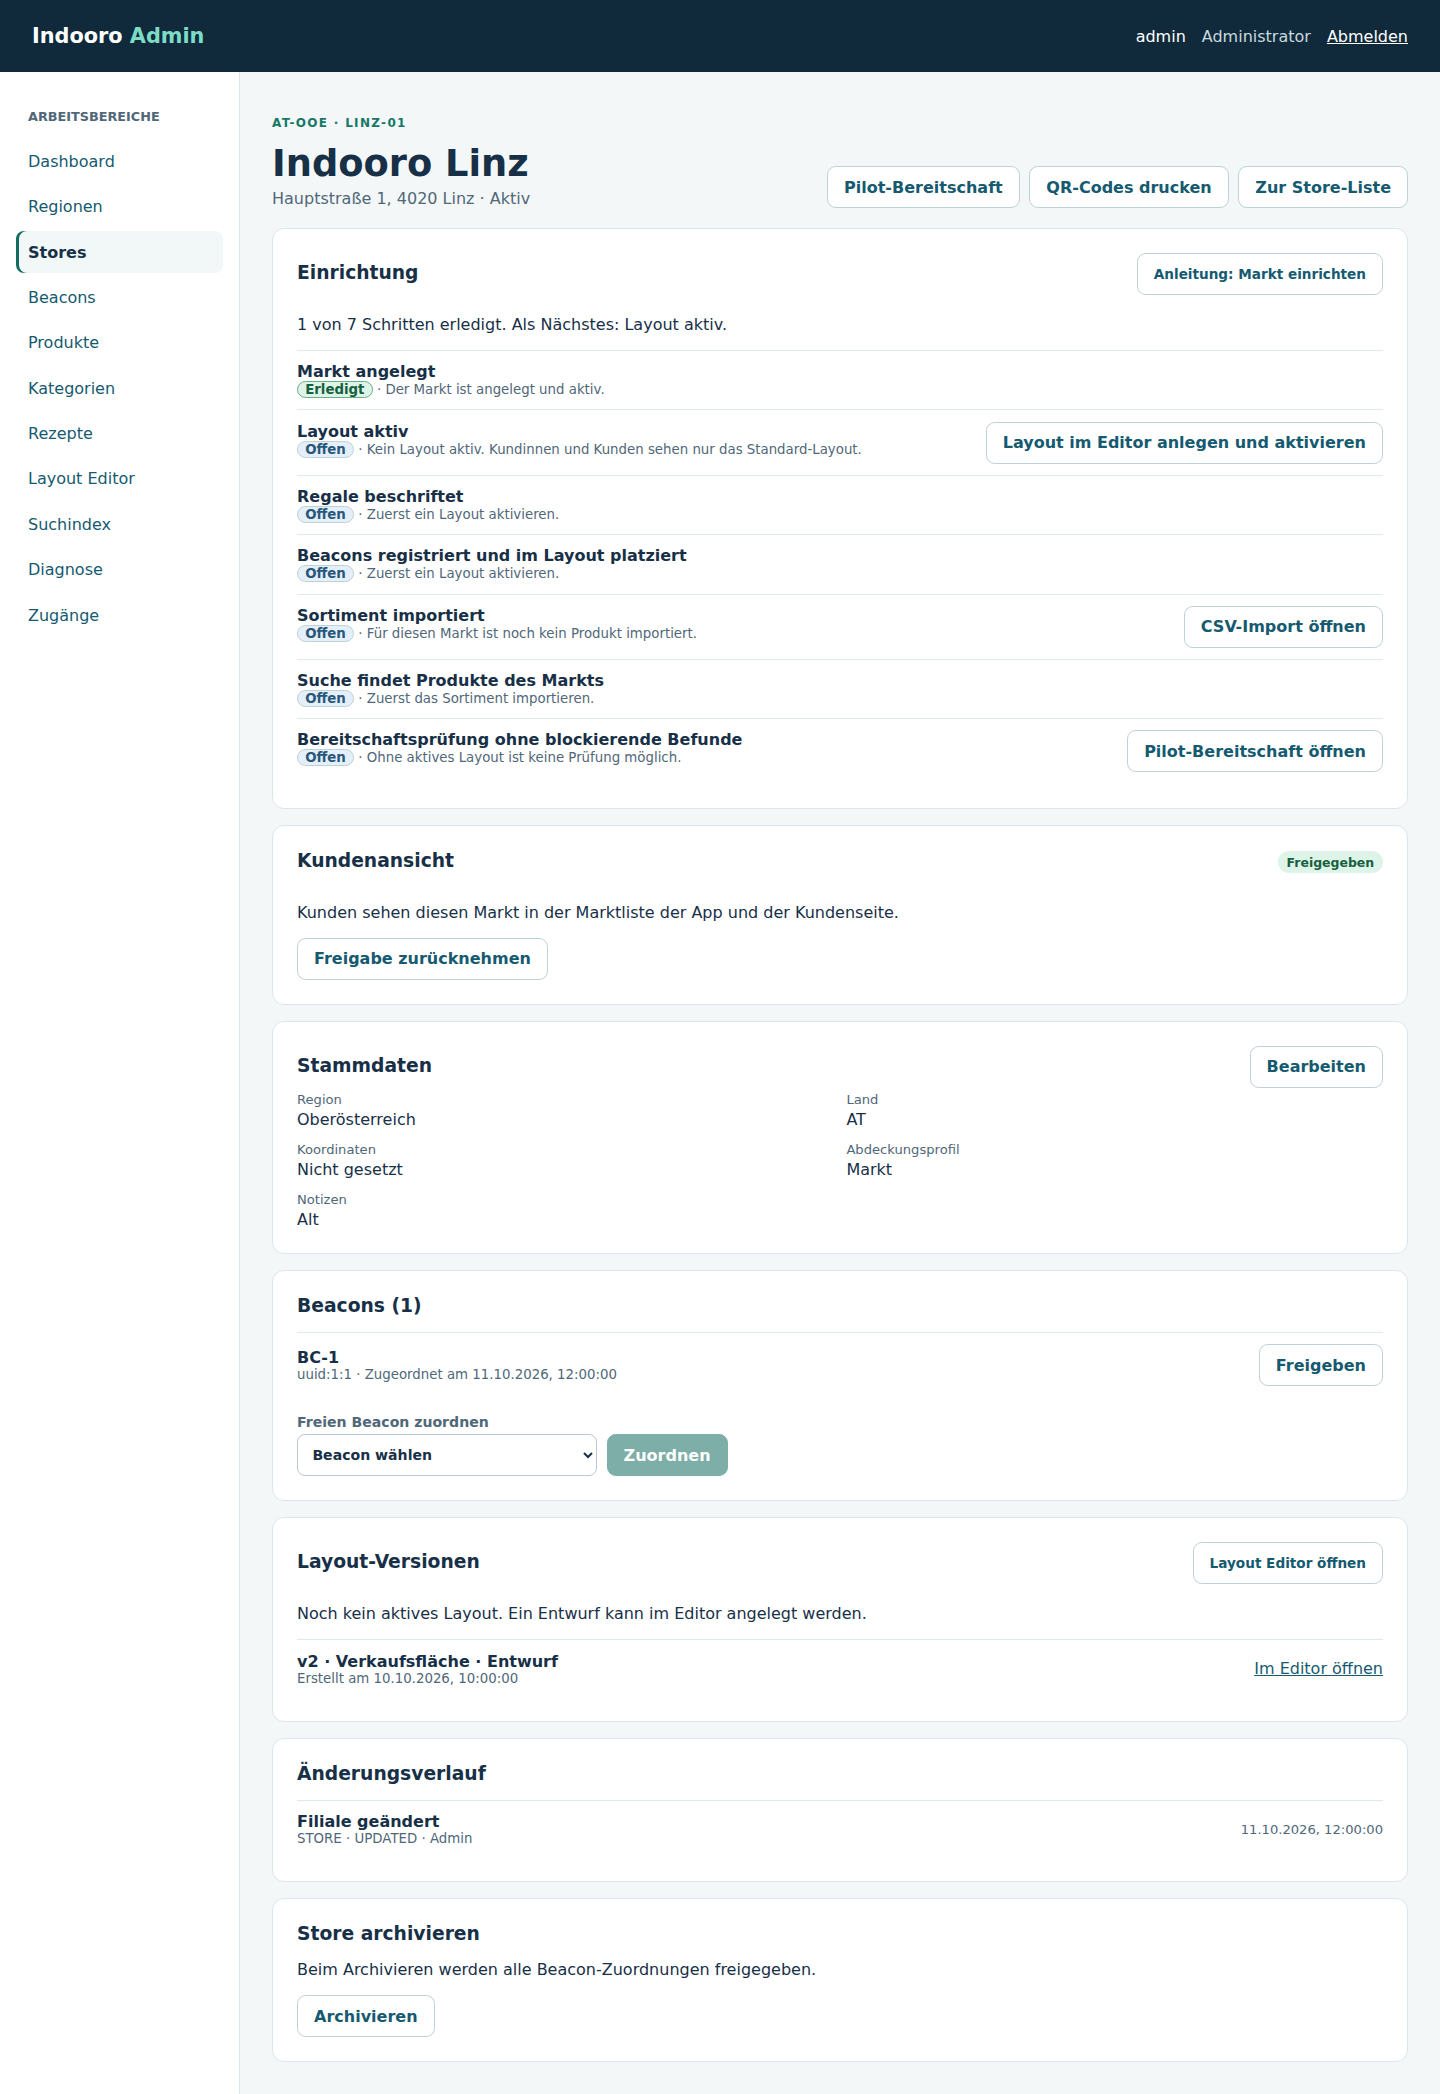 Indooro Admin
admin Administrator Abmelden
ARBEITSBEREICHE
Dashboard
Regionen
Stores
Beacons
Produkte
Kategorien
Rezepte
Layout Editor
Suchindex
Diagnose
Zugänge
AT-OOE · LINZ-01
Indooro Linz
Hauptstraße 1, 4020 Linz · Aktiv
Pilot-Bereitschaft
QR-Codes drucken
Zur Store-Liste
Einrichtung
Anleitung: Markt einrichten
1 von 7 Schritten erledigt. Als Nächstes: Layout aktiv.
Markt angelegt
Erledigt · Der Markt ist angelegt und aktiv.
Layout aktiv
Offen · Kein Layout aktiv. Kundinnen und Kunden sehen nur das Standard-Layout.
Layout im Editor anlegen und aktivieren
Regale beschriftet
Offen · Zuerst ein Layout aktivieren.
Beacons registriert und im Layout platziert
Offen · Zuerst ein Layout aktivieren.
Sortiment importiert
Offen · Für diesen Markt ist noch kein Produkt importiert.
CSV-Import öffnen
Suche findet Produkte des Markts
Offen · Zuerst das Sortiment importieren.
Bereitschaftsprüfung ohne blockierende Befunde
Offen · Ohne aktives Layout ist keine Prüfung möglich.
Pilot-Bereitschaft öffnen
Kundenansicht
Freigegeben
Kunden sehen diesen Markt in der Marktliste der App und der Kundenseite.
Freigabe zurücknehmen
Stammdaten
Bearbeiten
Region
Oberösterreich
Land
AT
Koordinaten
Nicht gesetzt
Abdeckungsprofil
Markt
Notizen
Alt
Beacons (1)
BC-1
uuid:1:1 · Zugeordnet am 11.10.2026, 12:00:00
Freigeben
Freien Beacon zuordnen
Beacon wählen
Zuordnen
Layout-Versionen
Layout Editor öffnen
Noch kein aktives Layout. Ein Entwurf kann im Editor angelegt werden.
v2 · Verkaufsfläche · Entwurf
Erstellt am 10.10.2026, 10:00:00
Im Editor öffnen
Änderungsverlauf
Filiale geändert
STORE · UPDATED · Admin
11.10.2026, 12:00:00
Store archivieren
Beim Archivieren werden alle Beacon-Zuordnungen freigegeben.
Archivieren